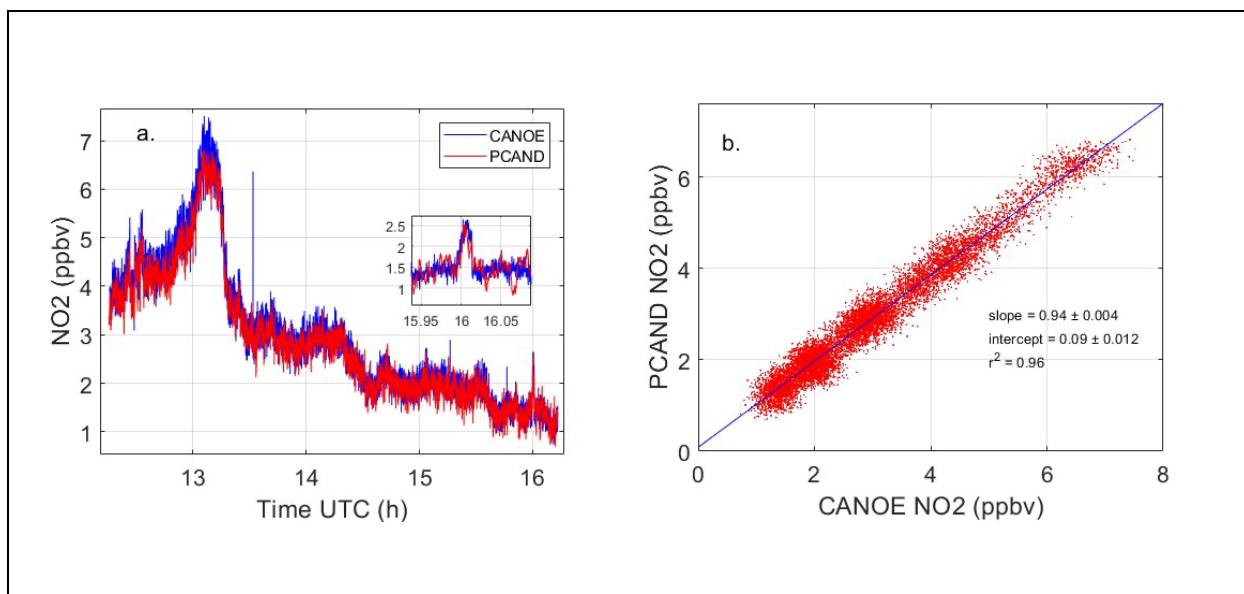 a.
CANOE
PCAND
7
6
5
4
3
2
1
NO2 (ppbv)
2.5
2
1.5
1
15.95 16 16.05
13 14 15 16
Time UTC (h)
b.
6
4
2
0
PCAND NO2 (ppbv)
slope = 0.94 ± 0.004
intercept = 0.09 ± 0.012
r² = 0.96
0 2 4 6 8
CANOE NO2 (ppbv)